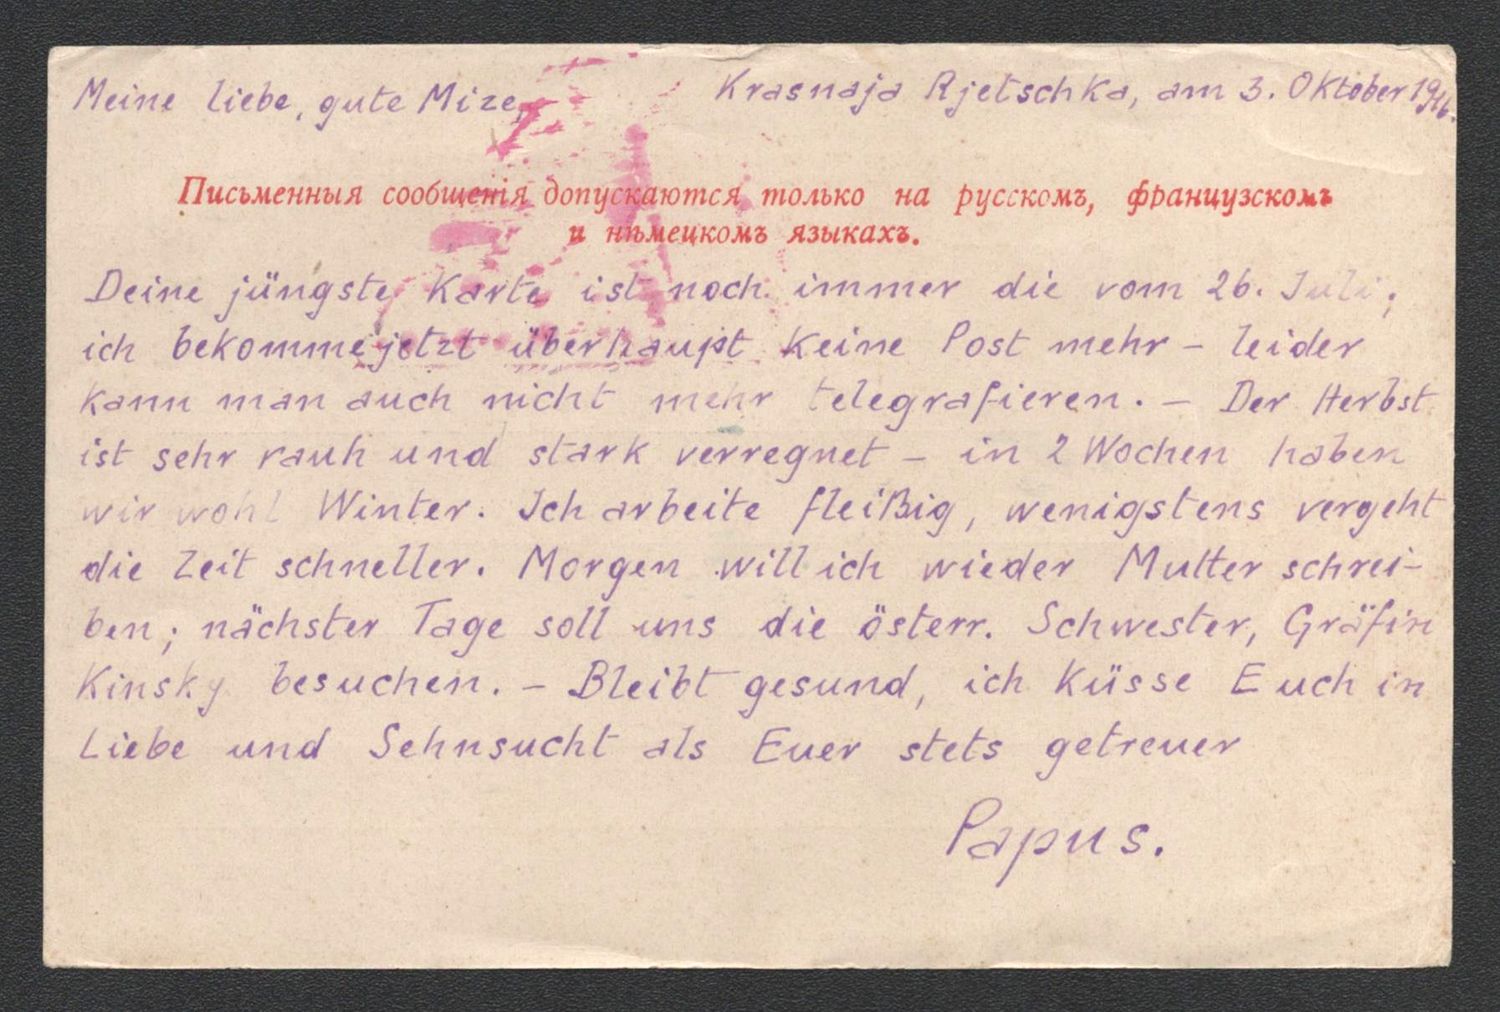 Meine liebe, gute Mize, Krasnaja Rjetschka, am 3. Oktober 1916.
Письменныя сообщенія допускаются только на русскомъ, французскомъ
и нѣмецкомъ языкахъ.
Deine jüngste Karte ist noch immer die vom 26. Juli;
ich bekomme jetzt überhaupt keine Post mehr – leider
kann man auch nicht mehr telegrafieren. – Der Herbst
ist sehr rauh und stark verregnet – in 2 Wochen haben
wir wohl Winter. Ich arbeite fleißig, wenigstens vergeht
die Zeit schneller. Morgen will ich wieder Mutter schrei-
ben; nächster Tage soll uns die österr. Schwester, Gräfin
Kinsky besuchen. – Bleibt gesund, ich küsse Euch in
Liebe und Sehnsucht als Euer stets getreuer
Papus.